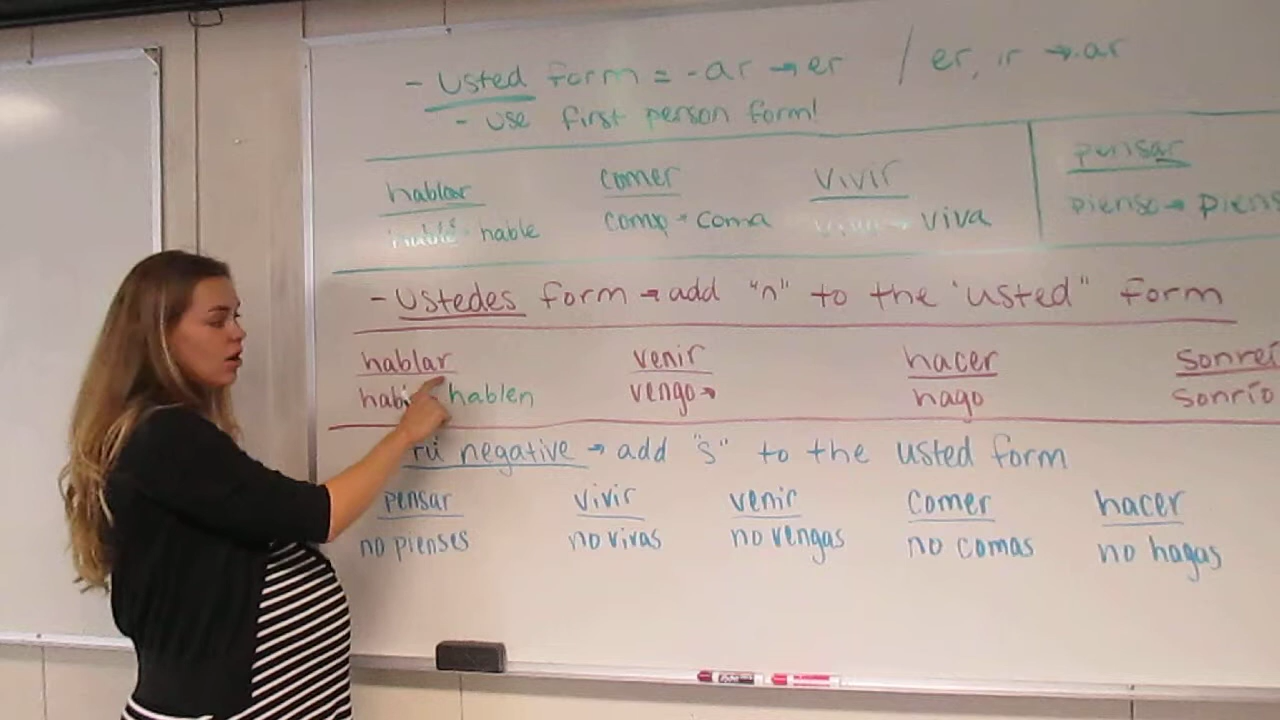 - Usted form = -ar → er / er, ir → ar
- use first person form!
hablar comer vivir pensar
hable como → coma viva pienso →
- Ustedes form → add "n" to the "usted" form
hablar venir hacer
hablen vengo → hago sonrío
Tú negative → add "s" to the usted form
pensar vivir venir comer hacer
no pienses no vivas no vengas no comas no hagas